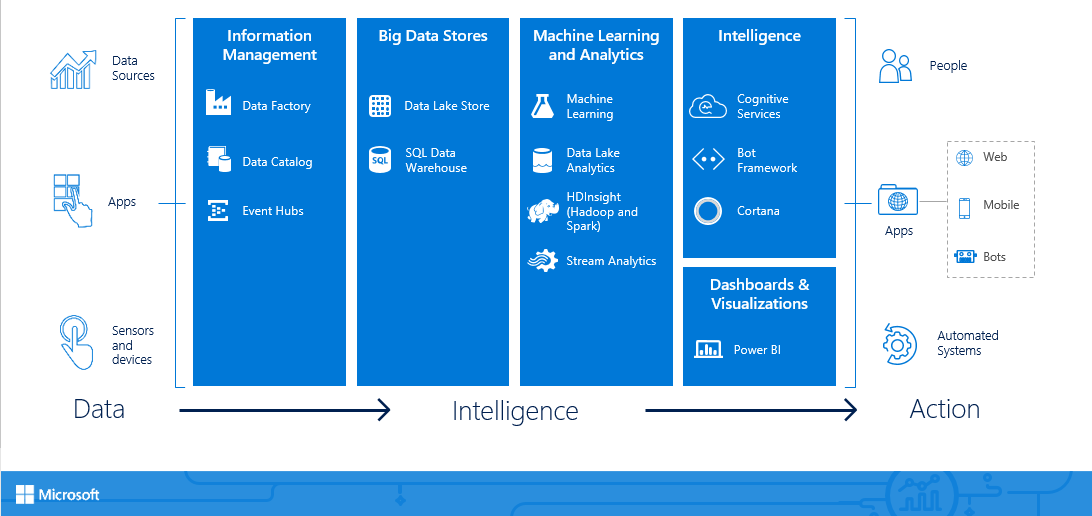 Data
Sources
Apps
Sensors
and
devices
Information
Management
Data Factory
Data Catalog
Event Hubs
Big Data Stores
Data Lake Store
SQL
SQL Data
Warehouse
Machine Learning
and Analytics
Machine
Learning
Data Lake
Analytics
HDInsight
(Hadoop and
Spark)
Stream Analytics
Intelligence
Cognitive
Services
Bot
Framework
Cortana
Dashboards &
Visualizations
Power BI
People
Apps
Web
Mobile
Bots
Automated
Systems
Data
Intelligence
Action
Microsoft